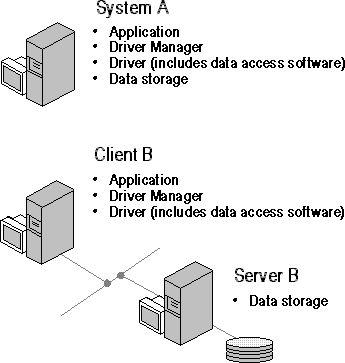 System A
• Application
• Driver Manager
• Driver (includes data access software)
• Data storage
Client B
• Application
• Driver Manager
• Driver (includes data access software)
Server B
• Data storage